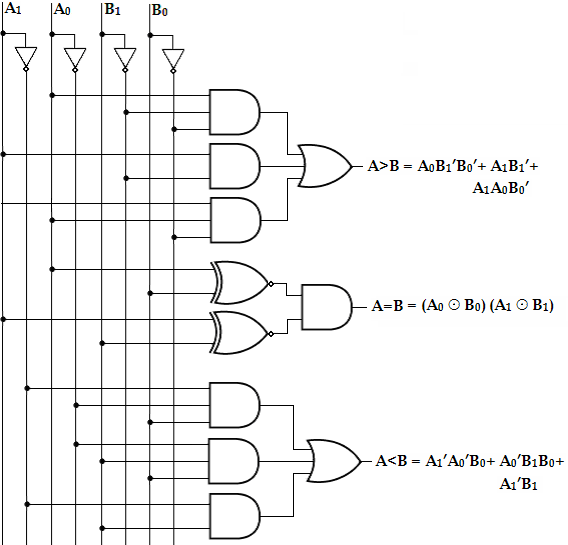 A₁ A₀ B₁ B₀
A>B = A₀B₁′B₀′+ A₁B₁′+
A₁A₀B₀′
A=B = (A₀ ⊙ B₀) (A₁ ⊙ B₁)
A<B = A₁′A₀′B₀+ A₀′B₁B₀+
A₁′B₁